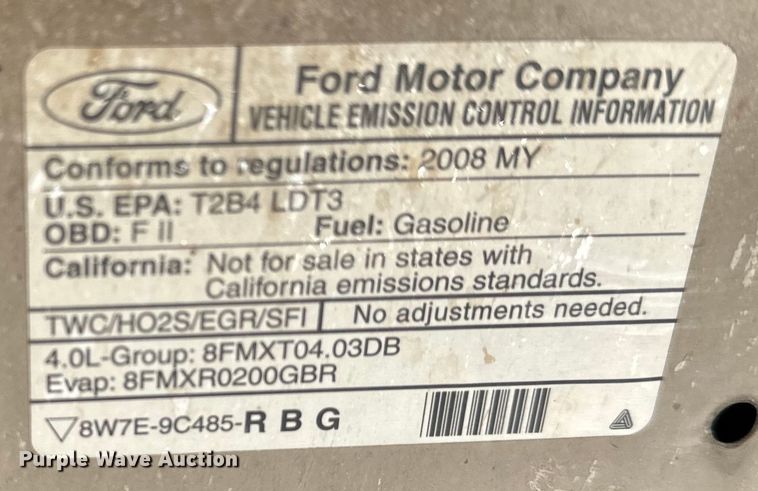 Ford
Ford Motor Company
VEHICLE EMISSION CONTROL INFORMATION
Conforms to regulations: 2008 MY
U.S. EPA: T2B4 LDT3
OBD: F II Fuel: Gasoline
California: Not for sale in states with
California emissions standards.
TWC/HO2S/EGR/SFI No adjustments needed.
4.0L-Group: 8FMXT04.03DB
Evap: 8FMXR0200GBR
▽8W7E-9C485-R B G
Purple Wave Auction